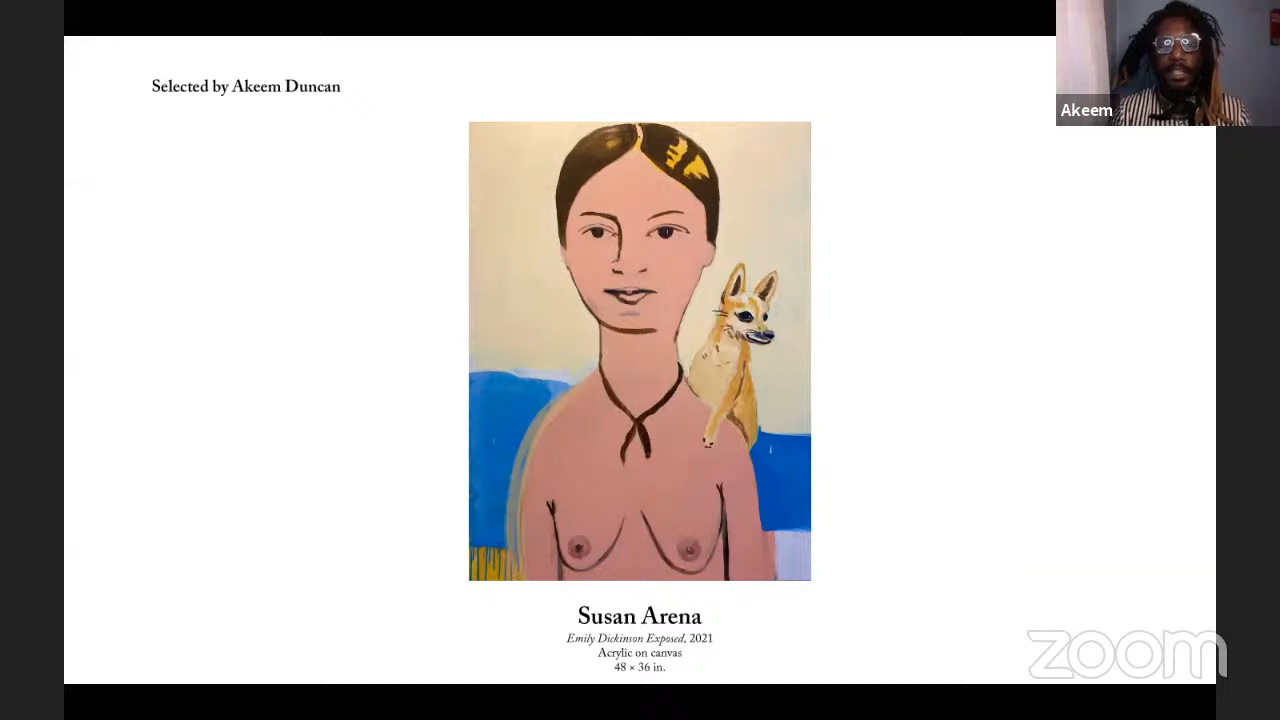 Selected by Akeem Duncan
Akeem
Susan Arena
Emily Dickinson Exposed, 2021
Acrylic on canvas
48 × 36 in.
zoom